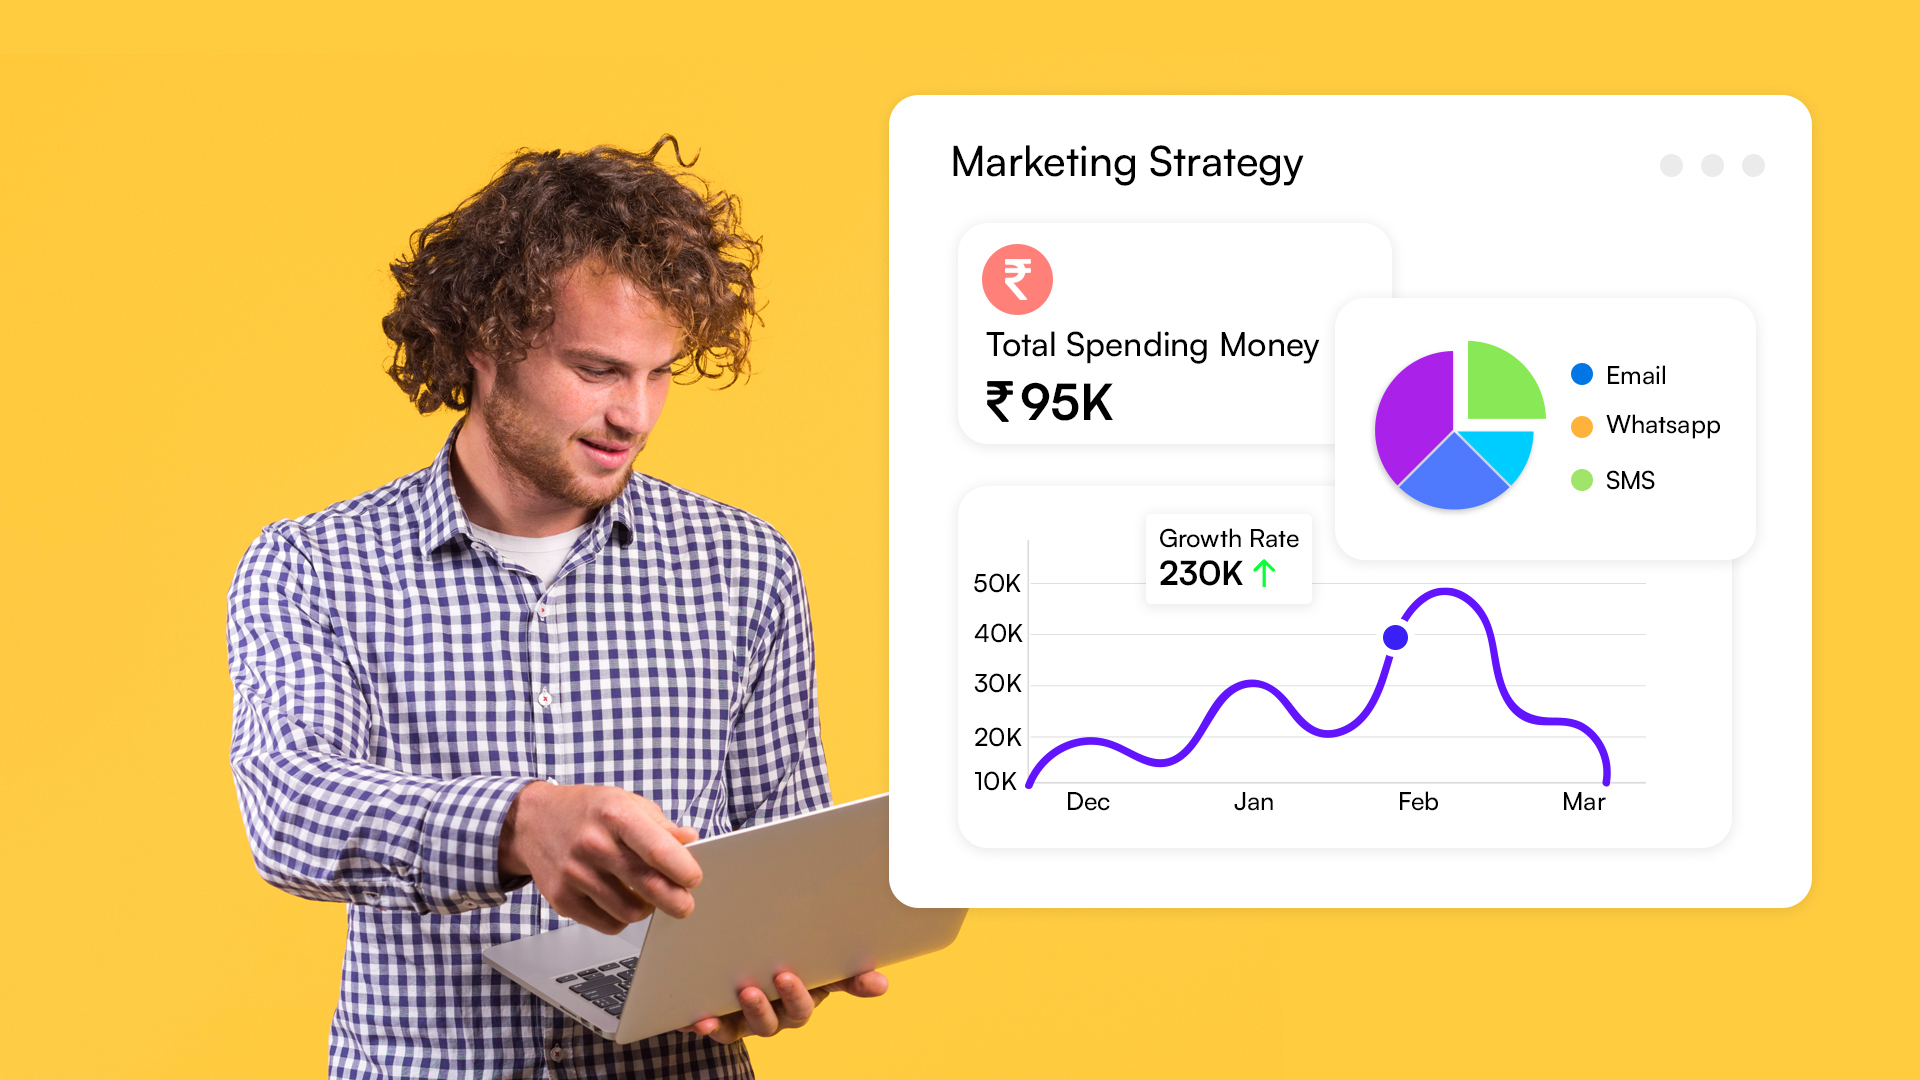 Marketing Strategy
₹
Total Spending Money
₹95K
Email
Whatsapp
SMS
Growth Rate
230K ↑
50K
40K
30K
20K
10K
Dec Jan Feb Mar